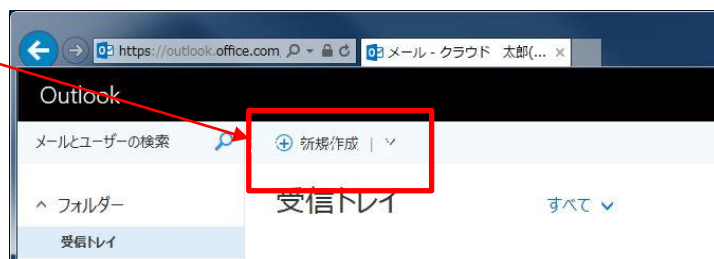 https://outlook.office.com
メール - クラウド 太郎(...
Outlook
メールとユーザーの検索
新規作成
フォルダー
受信トレイ
受信トレイ
すべて